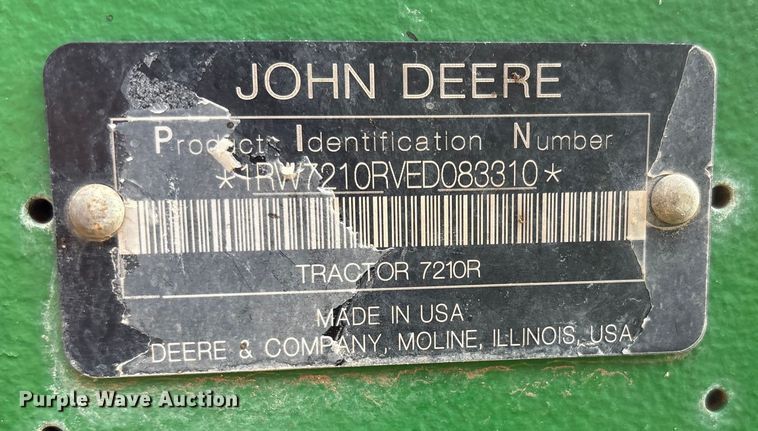 JOHN DEERE
Product Identification Number
*1RW7210RVED083310*
TRACTOR 7210R
MADE IN USA
DEERE & COMPANY, MOLINE, ILLINOIS, USA
Purple Wave Auction